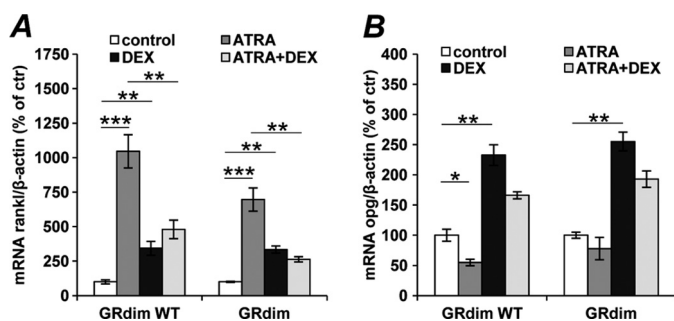 A
control
ATRA
DEX
ATRA+DEX
mRNA rankl/β-actin (% of ctr)
1750
1500
1250
1000
750
500
250
0
**
**
***
**
**
***
GRdim WT
GRdim
B
control
ATRA
DEX
ATRA+DEX
mRNA opg/β-actin (% of ctr)
400
350
300
250
200
150
100
50
0
**
*
**
GRdim WT
GRdim